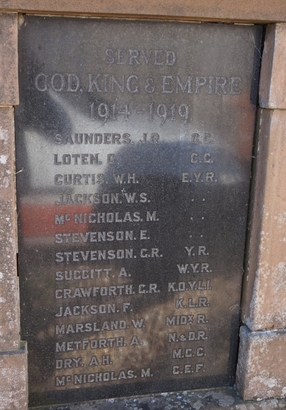 SERVED
GOD, KING & EMPIRE
1914-1919
SAUNDERS. J.R. R.E.
LOTEN. G. C.G.
CURTIS. W.H. E.Y.R.
JACKSON. W.S. . .
McNICHOLAS. M. . .
STEVENSON. E. . .
STEVENSON. G.R. Y.R.
SUGGITT. A. W.Y.R.
CRAWFORTH. G.R. K.O.Y.L.I.
JACKSON. F. K.L.R.
MARSLAND. W. MIDX R.
METFORTH. A. N.&D.R.
DRY. A.H. M.G.C.
McNICHOLAS. M. C.E.F.